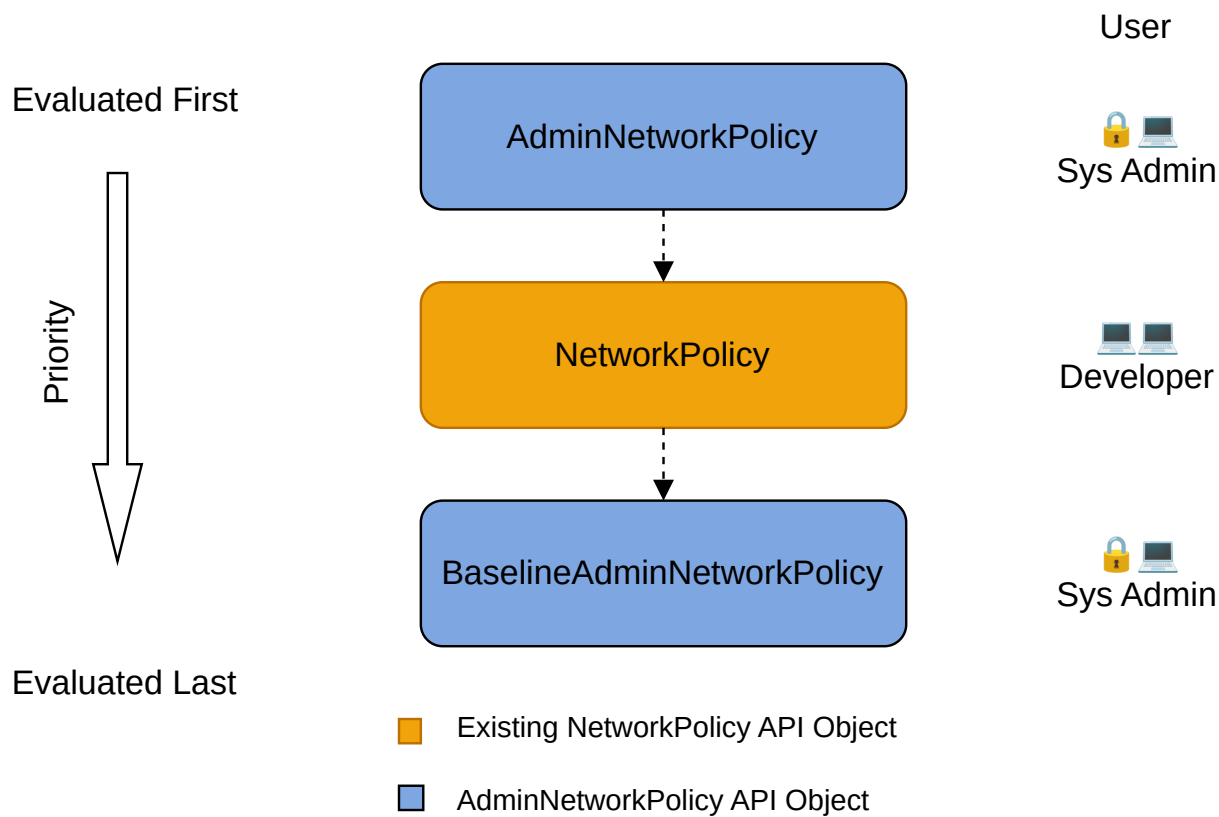 User
Evaluated First
AdminNetworkPolicy
Sys Admin
Priority
NetworkPolicy
Developer
BaselineAdminNetworkPolicy
Sys Admin
Evaluated Last
Existing NetworkPolicy API Object
AdminNetworkPolicy API Object